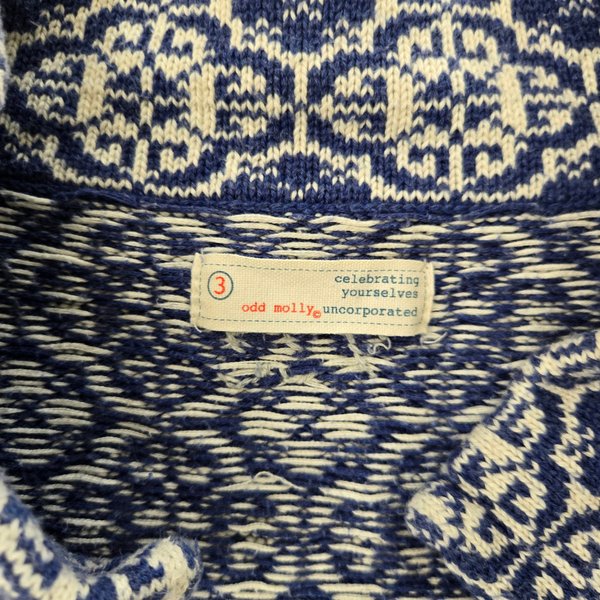 3
celebrating
yourselves
odd molly© uncorporated